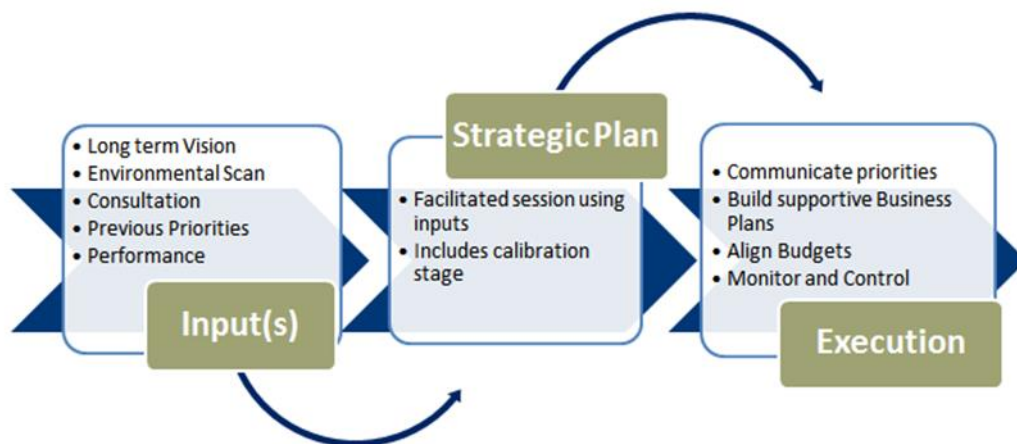 • Long term Vision
• Environmental Scan
• Consultation
• Previous Priorities
• Performance
Input(s)
Strategic Plan
• Facilitated session using
inputs
• Includes calibration
stage
• Communicate priorities
• Build supportive Business
Plans
• Align Budgets
• Monitor and Control
Execution